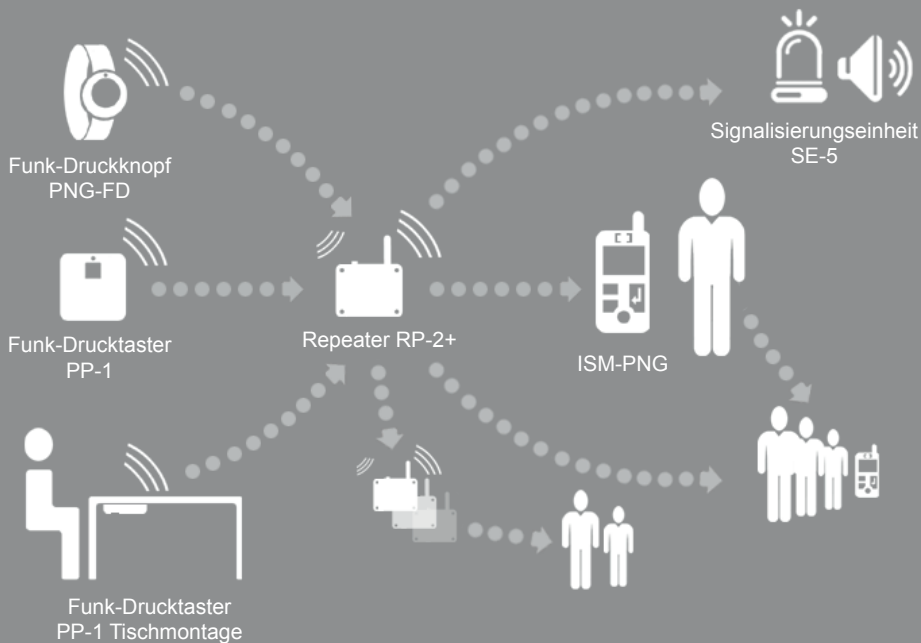 Funk-Druckknopf
PNG-FD
Funk-Drucktaster
PP-1
Funk-Drucktaster
PP-1 Tischmontage
Repeater RP-2+
Signalisierungseinheit
SE-5
ISM-PNG